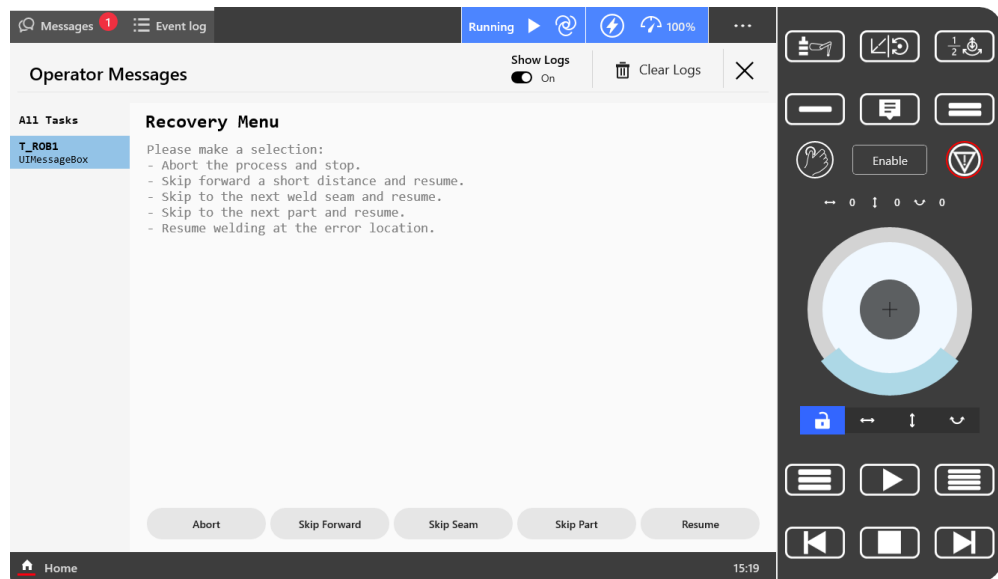 Messages 1 Event log Running 100% ...
Operator Messages Show Logs On Clear Logs
All Tasks
T_ROB1
UIMessageBox
Recovery Menu
Please make a selection:
- Abort the process and stop.
- Skip forward a short distance and resume.
- Skip to the next weld seam and resume.
- Skip to the next part and resume.
- Resume welding at the error location.
Abort Skip Forward Skip Seam Skip Part Resume
Home 15:19
1
2
Enable
0 0 0